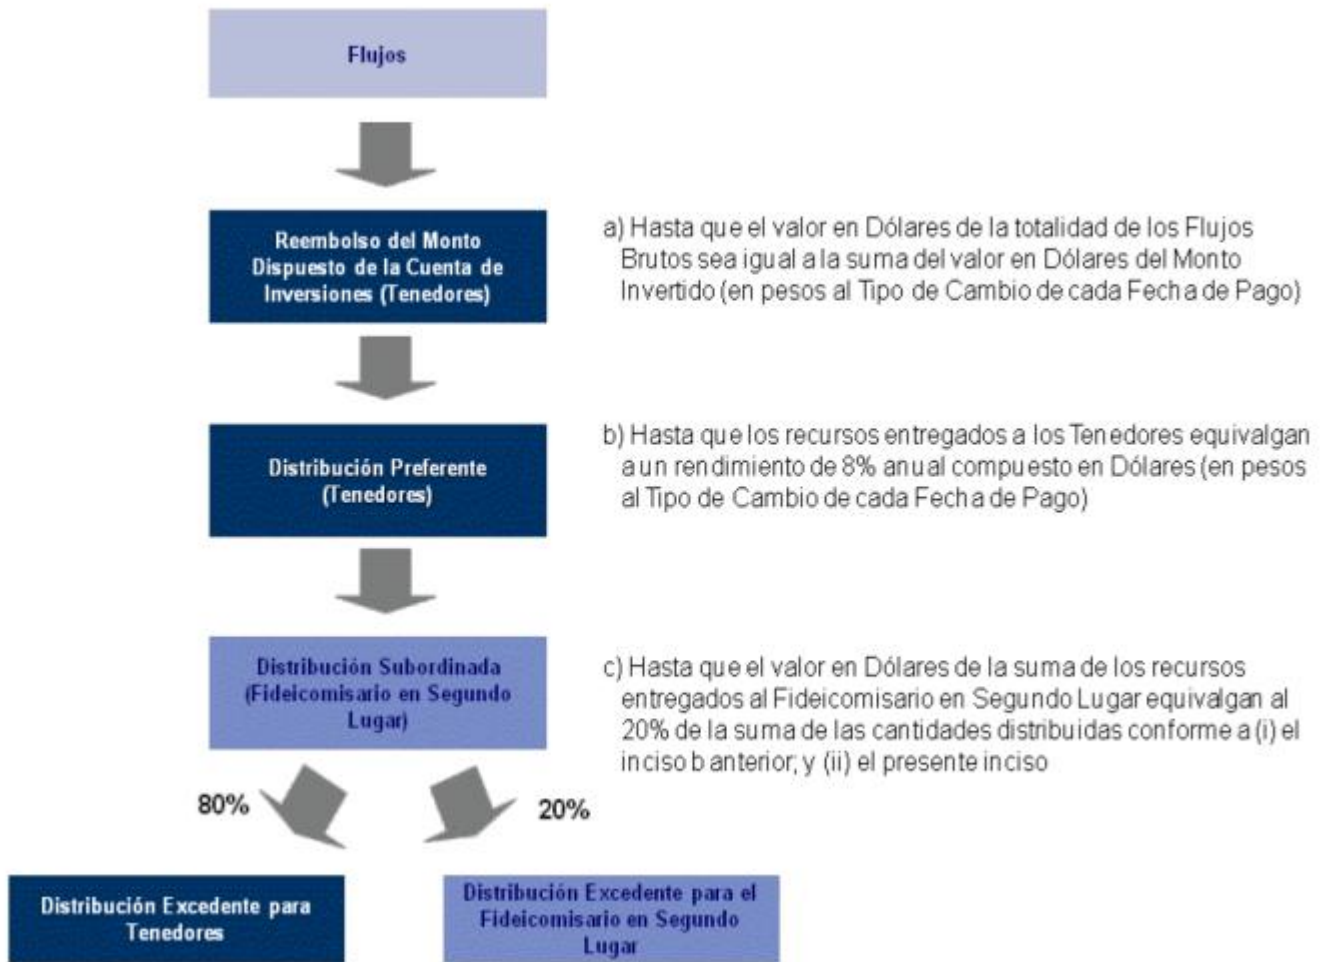 Flujos
Reembolso del Monto
Dispuesto de la Cuenta de
Inversiones (Tenedores)
a) Hasta que el valor en Dólares de la totalidad de los Flujos
Brutos sea igual a la suma del valor en Dólares del Monto
Invertido (en pesos al Tipo de Cambio de cada Fecha de Pago)
Distribución Preferente
(Tenedores)
b) Hasta que los recursos entregados a los Tenedores equivalgan
a un rendimiento de 8% anual compuesto en Dólares (en pesos
al Tipo de Cambio de cada Fecha de Pago)
Distribución Subordinada
(Fideicomisario en Segundo
Lugar)
c) Hasta que el valor en Dólares de la suma de los recursos
entregados al Fideicomisario en Segundo Lugar equivalgan al
20% de la suma de las cantidades distribuidas conforme a (i) el
inciso b anterior; y (ii) el presente inciso
80%
20%
Distribución Excedente para
Tenedores
Distribución Excedente para el
Fideicomisario en Segundo
Lugar